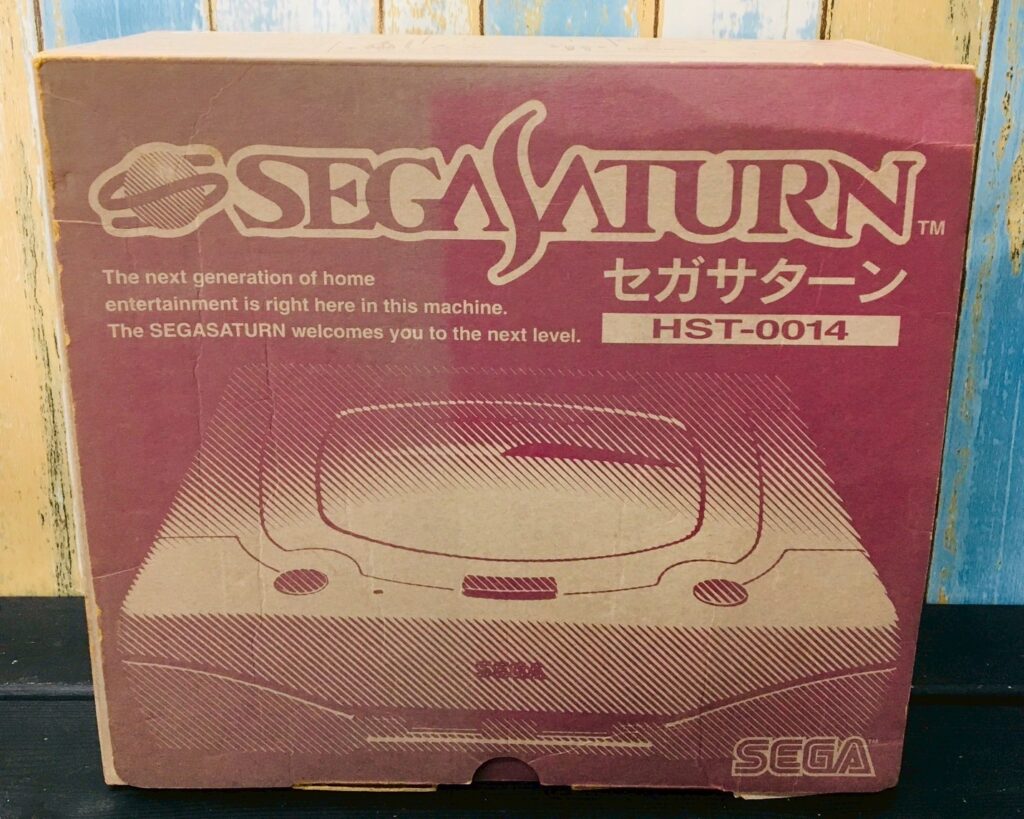 SEGASATURN™
The next generation of home
entertainment is right here in this machine.
The SEGASATURN welcomes you to the next level.
セガサターン
HST-0014
SEGA
SEGA™